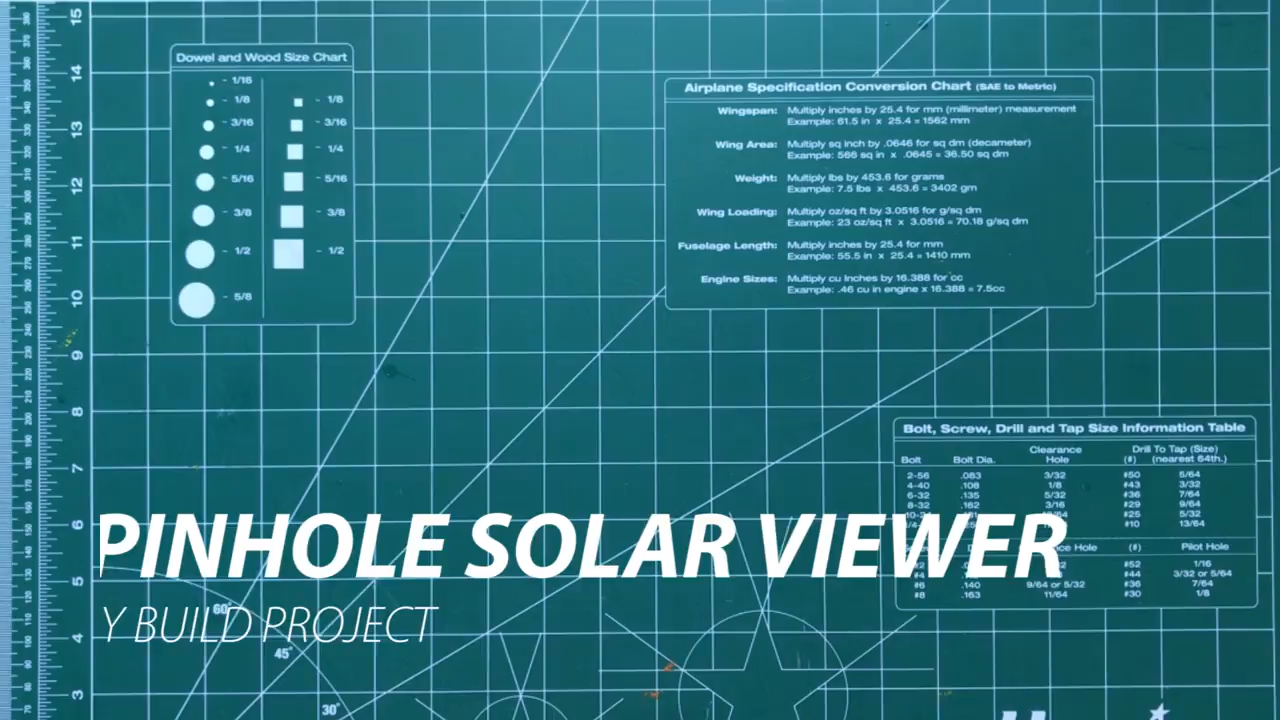 Dowel and Wood Size Chart
- 1/16
- 1/8 - 1/8
- 3/16 - 3/16
- 1/4 - 1/4
- 5/16 - 5/16
- 3/8 - 3/8
- 1/2 - 1/2
- 5/8
Airplane Specification Conversion Chart (SAE to Metric)
Wingspan: Multiply inches by 25.4 for mm (millimeter) measurement
Example: 61.5 in x 25.4 = 1562 mm
Wing Area: Multiply sq inch by .0646 for sq dm (decameter)
Example: 566 sq in x .0645 = 36.50 sq dm
Weight: Multiply lbs by 453.6 for grams
Example: 7.5 lbs x 453.6 = 3402 gm
Wing Loading: Multiply oz/sq ft by 3.0516 for g/sq dm
Example: 23 oz/sq ft x 3.0516 = 70.18 g/sq dm
Fuselage Length: Multiply inches by 25.4 for mm
Example: 55.5 in x 25.4 = 1410 mm
Engine Sizes: Multiply cu inches by 16.388 for cc
Example: .46 cu in engine x 16.388 = 7.5cc
15
14
13
12
11
10
9
8
7
6
5
4
3
Bolt, Screw, Drill and Tap Size Information Table
Clearance Drill To Tap (Size)
Bolt Bolt Dia. Hole (#) (nearest 64th.)
2-56 .083 3/32 #50 5/64
4-40 .108 1/8 #43 3/32
6-32 .135 5/32 #36 7/64
8-32 .162 3/16 #29 9/64
#25 5/32
#10 13/64
Hole (#) Pilot Hole
#52 1/16
#4 #44 3/32 or 5/64
#6 .140 9/64 or 5/32 #36 7/64
#8 .163 11/64 #30 1/8
PINHOLE SOLAR VIEWER
Y BUILD PROJECT
60°
45°
30°